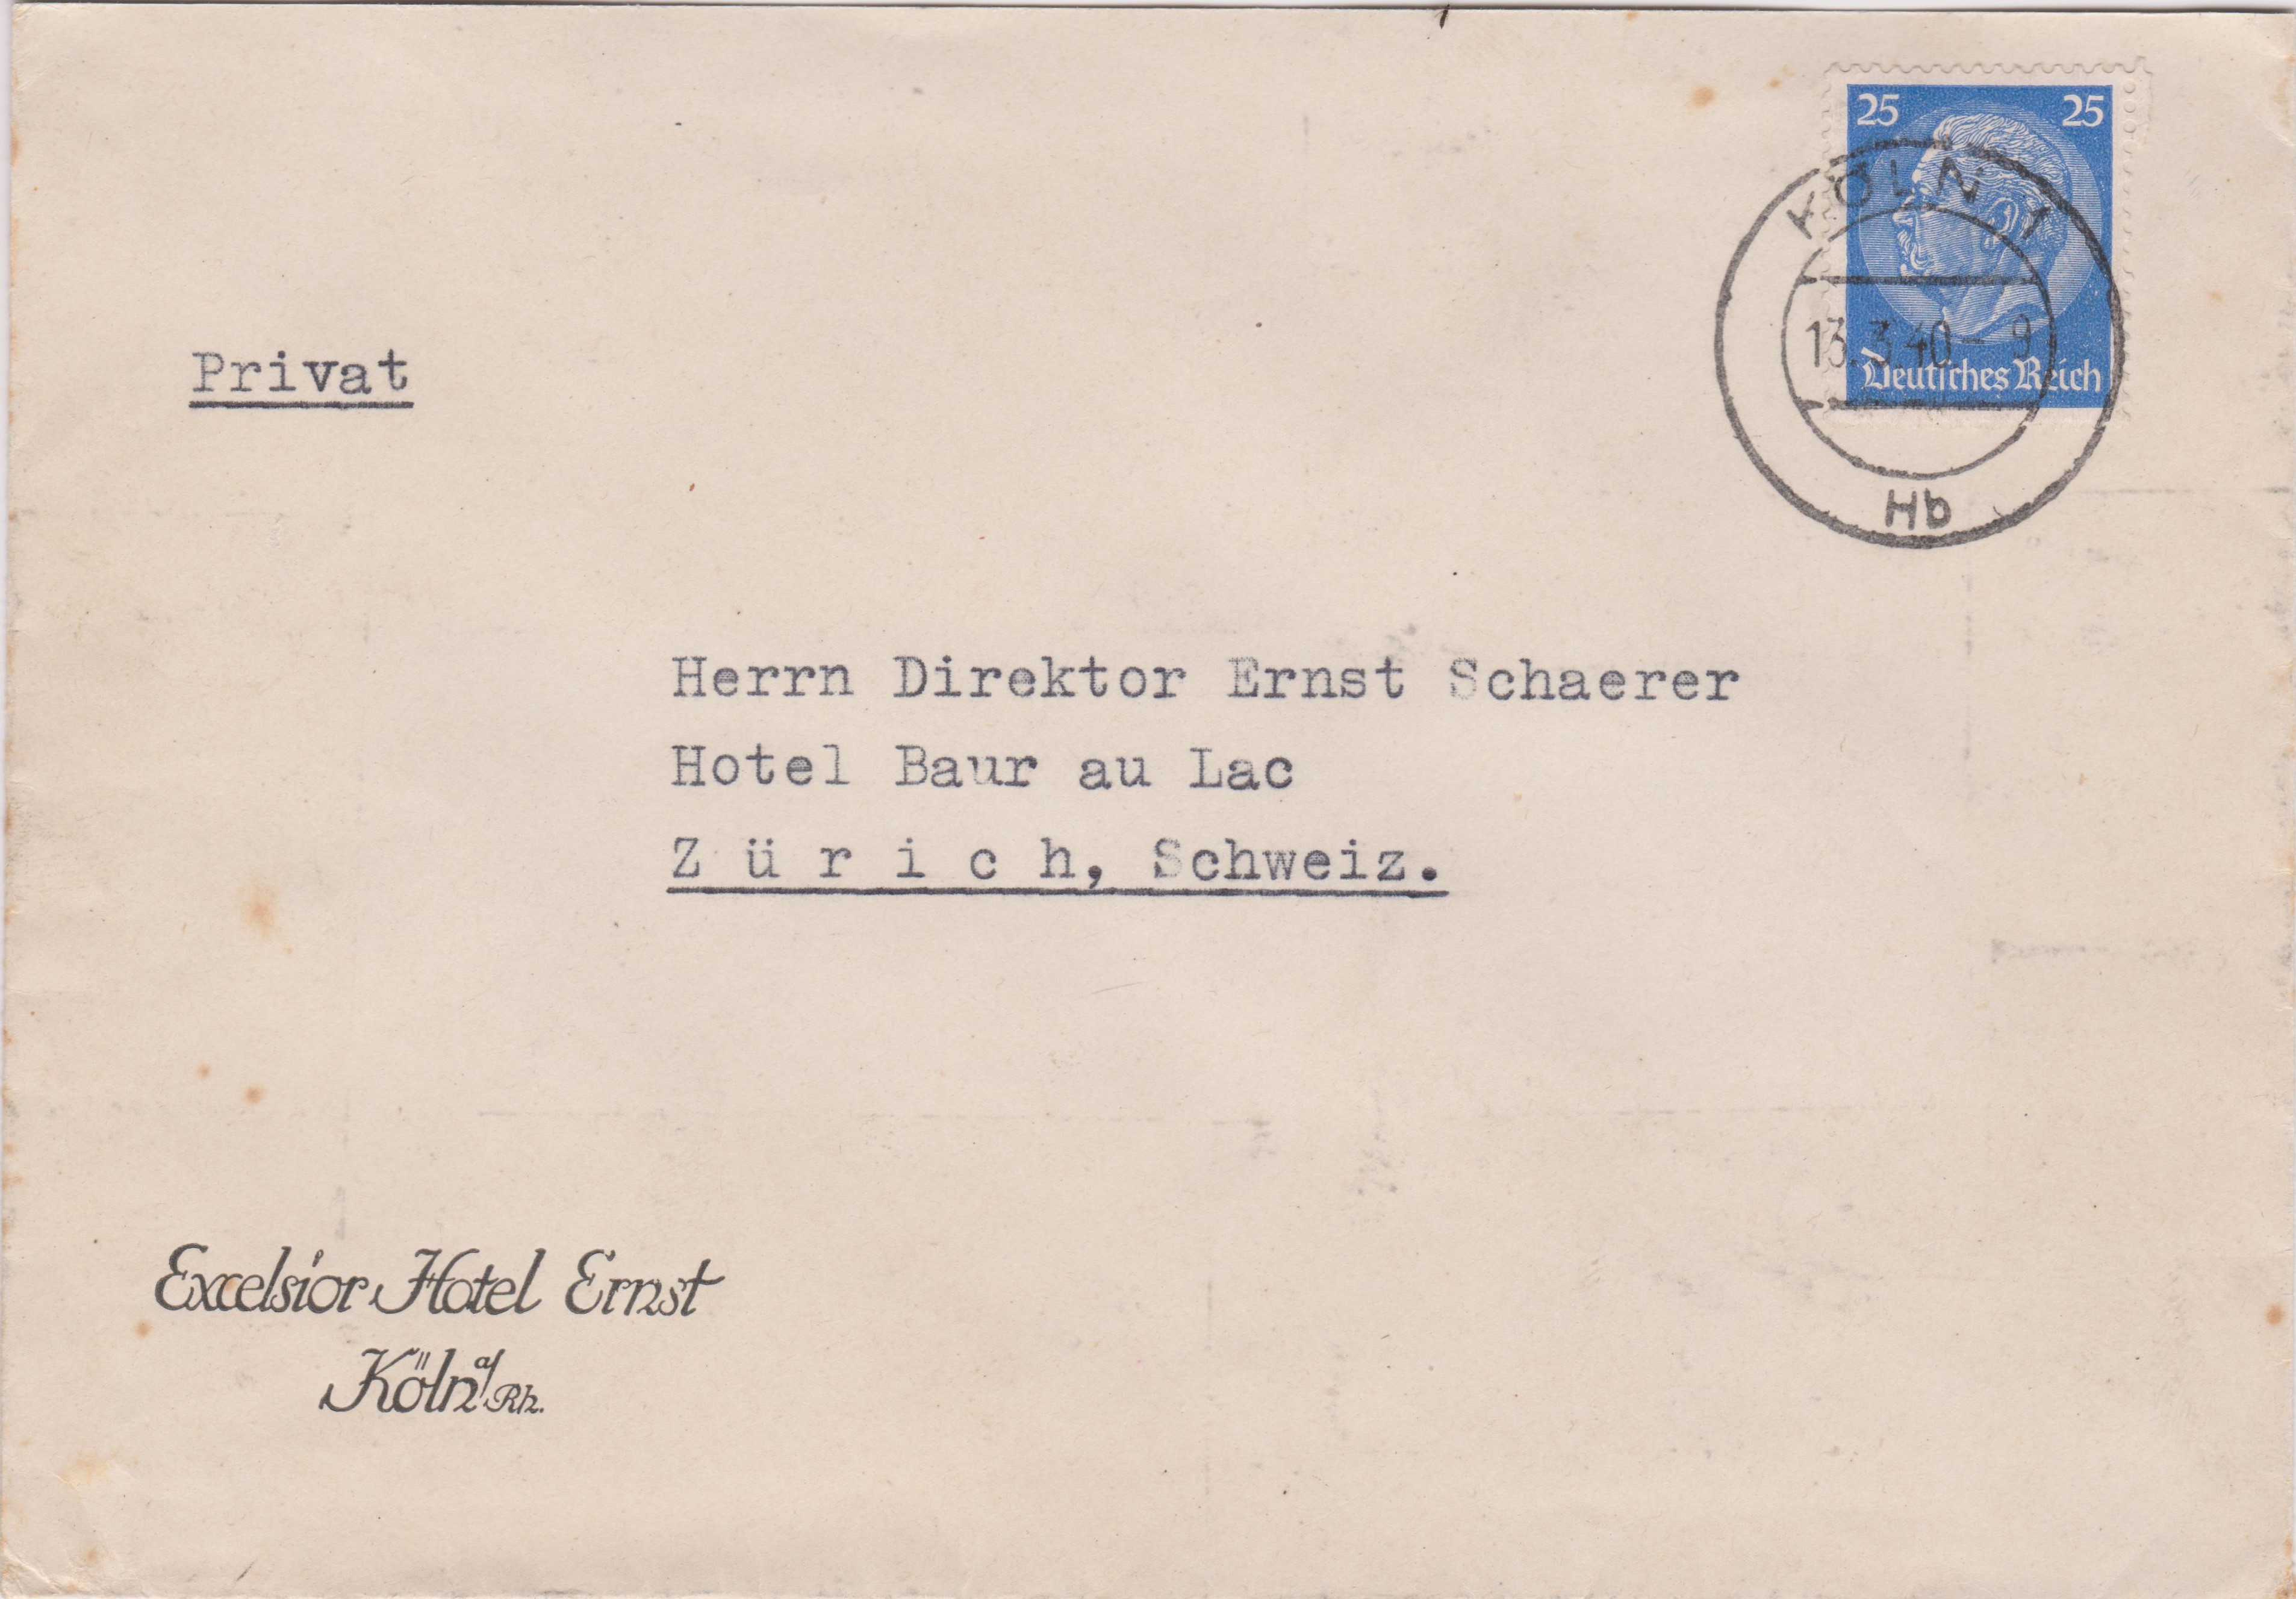 25 25
Deutsches Reich
KÖLN 1
13.3.40-9
Hb
Privat
Herrn Direktor Ernst Schaerer
Hotel Baur au Lac
Z ü r i c h, Schweiz.
Excelsior Hotel Ernst
Köln a/Rh.